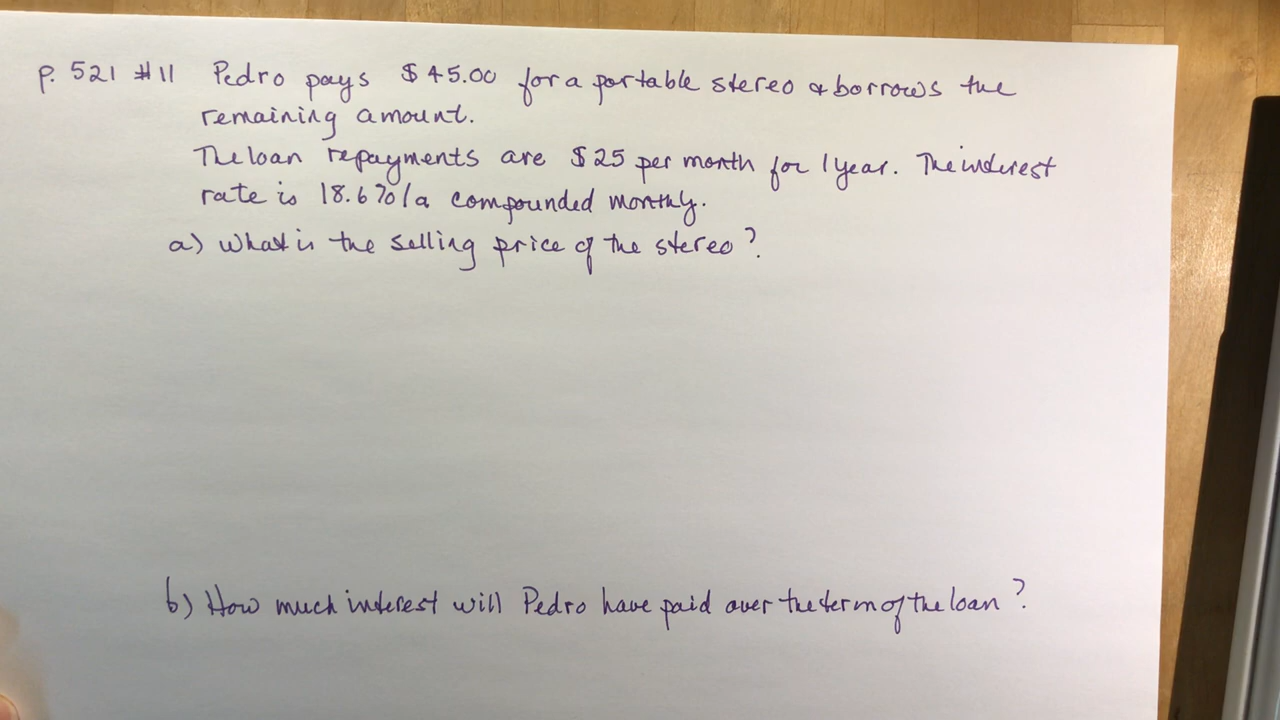 p. 521 #11 Pedro pays $45.00 for a portable stereo & borrows the
remaining amount.
The loan repayments are $25 per month for 1 year. The interest
rate is 18.6%/a compounded monthly.
a) What is the selling price of the stereo?
b) How much interest will Pedro have paid over the term of the loan?